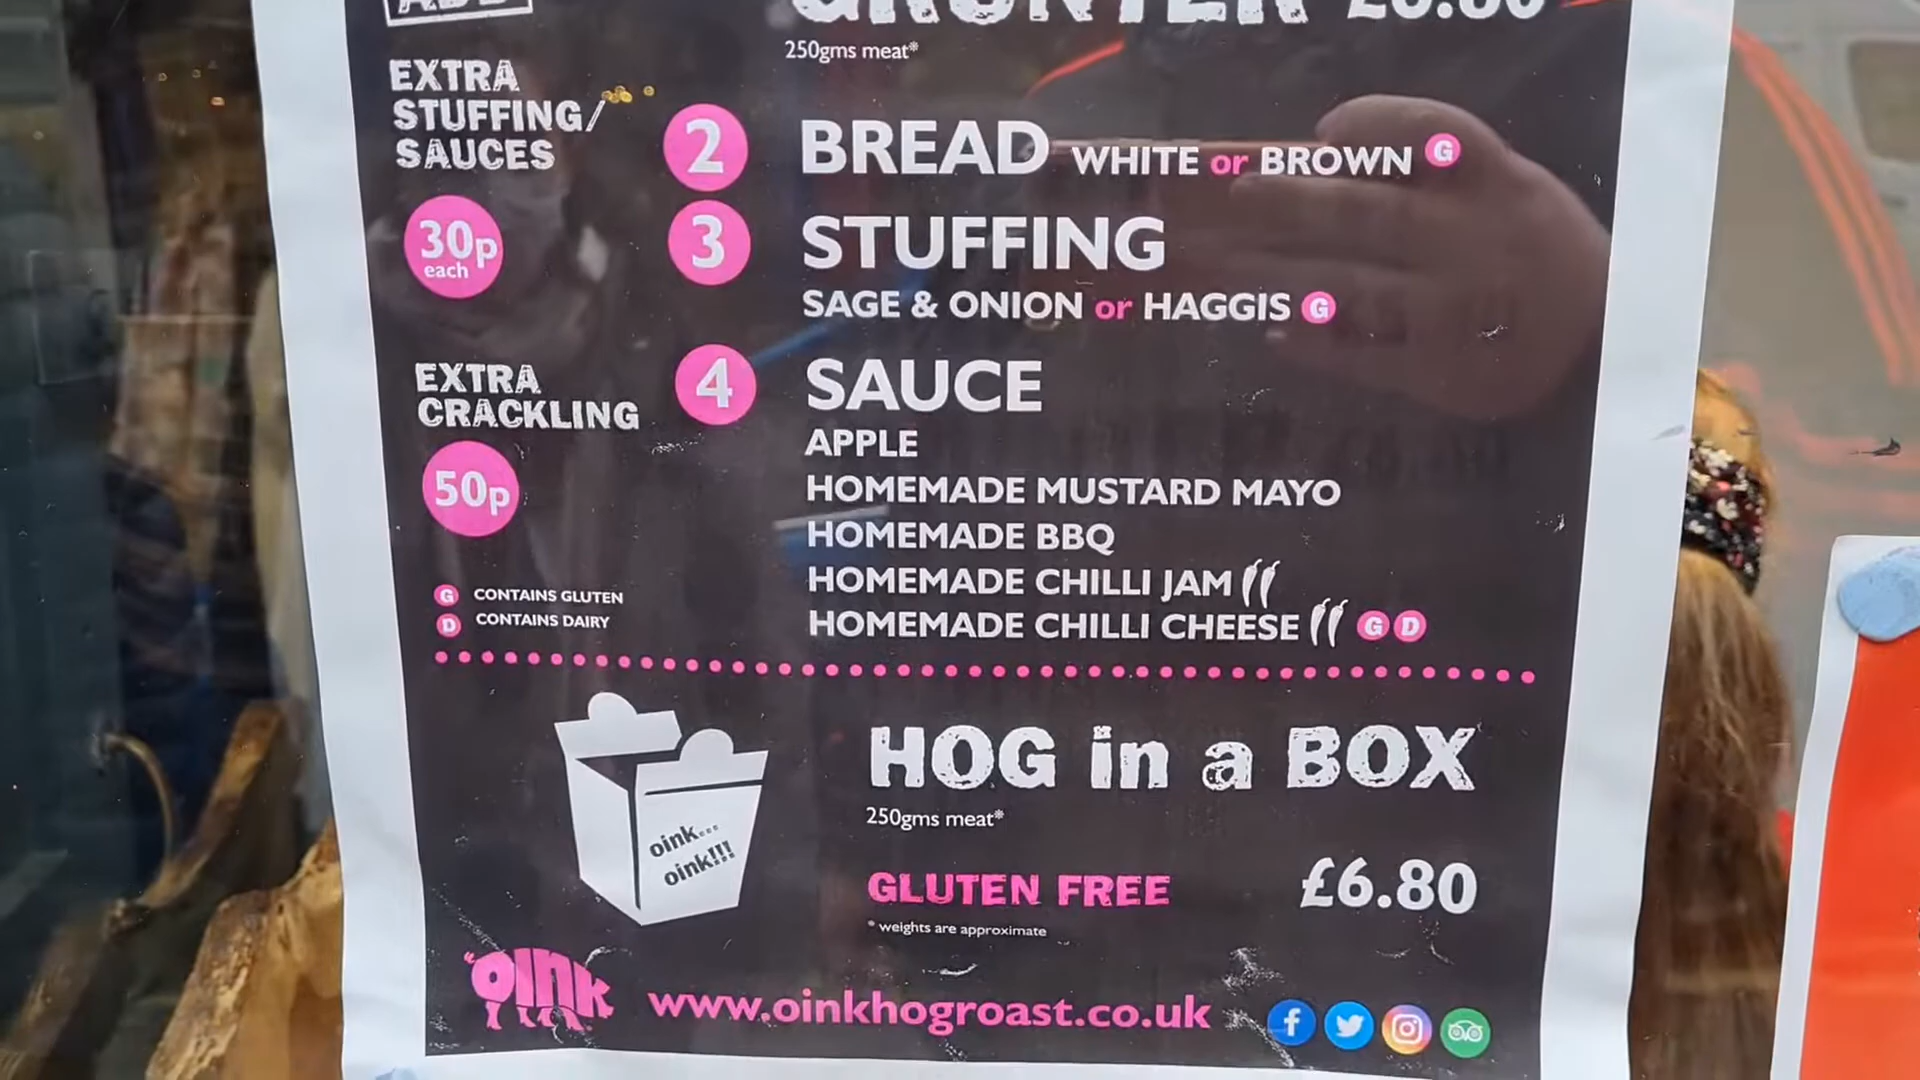 ADD
EXTRA
STUFFING/
SAUCES
30p
each
EXTRA
CRACKLING
50p
G CONTAINS GLUTEN
D CONTAINS DAIRY
GRUNTER
250gms meat*
2 BREAD WHITE or BROWN G
3 STUFFING
SAGE & ONION or HAGGIS G
4 SAUCE
APPLE
HOMEMADE MUSTARD MAYO
HOMEMADE BBQ
HOMEMADE CHILLI JAM
HOMEMADE CHILLI CHEESE G D
oink...
oink!!!
HOG in a BOX
250gms meat*
GLUTEN FREE £6.80
* weights are approximate
OINK
www.oinkhogroast.co.uk